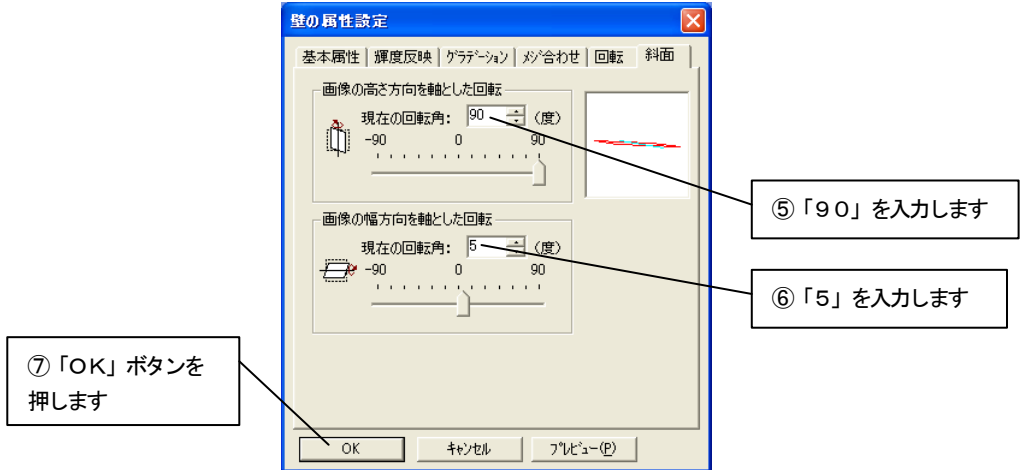 壁の属性設定
基本属性 輝度反映 ｸﾞﾗﾃﾞｰｼｮﾝ ﾒｼﾞ合わせ 回転 斜面
画像の高さ方向を軸とした回転
現在の回転角： 90 （度）
-90 0 90
⑤「９０」を入力します
画像の幅方向を軸とした回転
現在の回転角： 5 （度）
-90 0 90
⑥「５」を入力します
⑦「ＯＫ」ボタンを
押します
OK ｷｬﾝｾﾙ ﾌﾟﾚﾋﾞｭｰ(P)